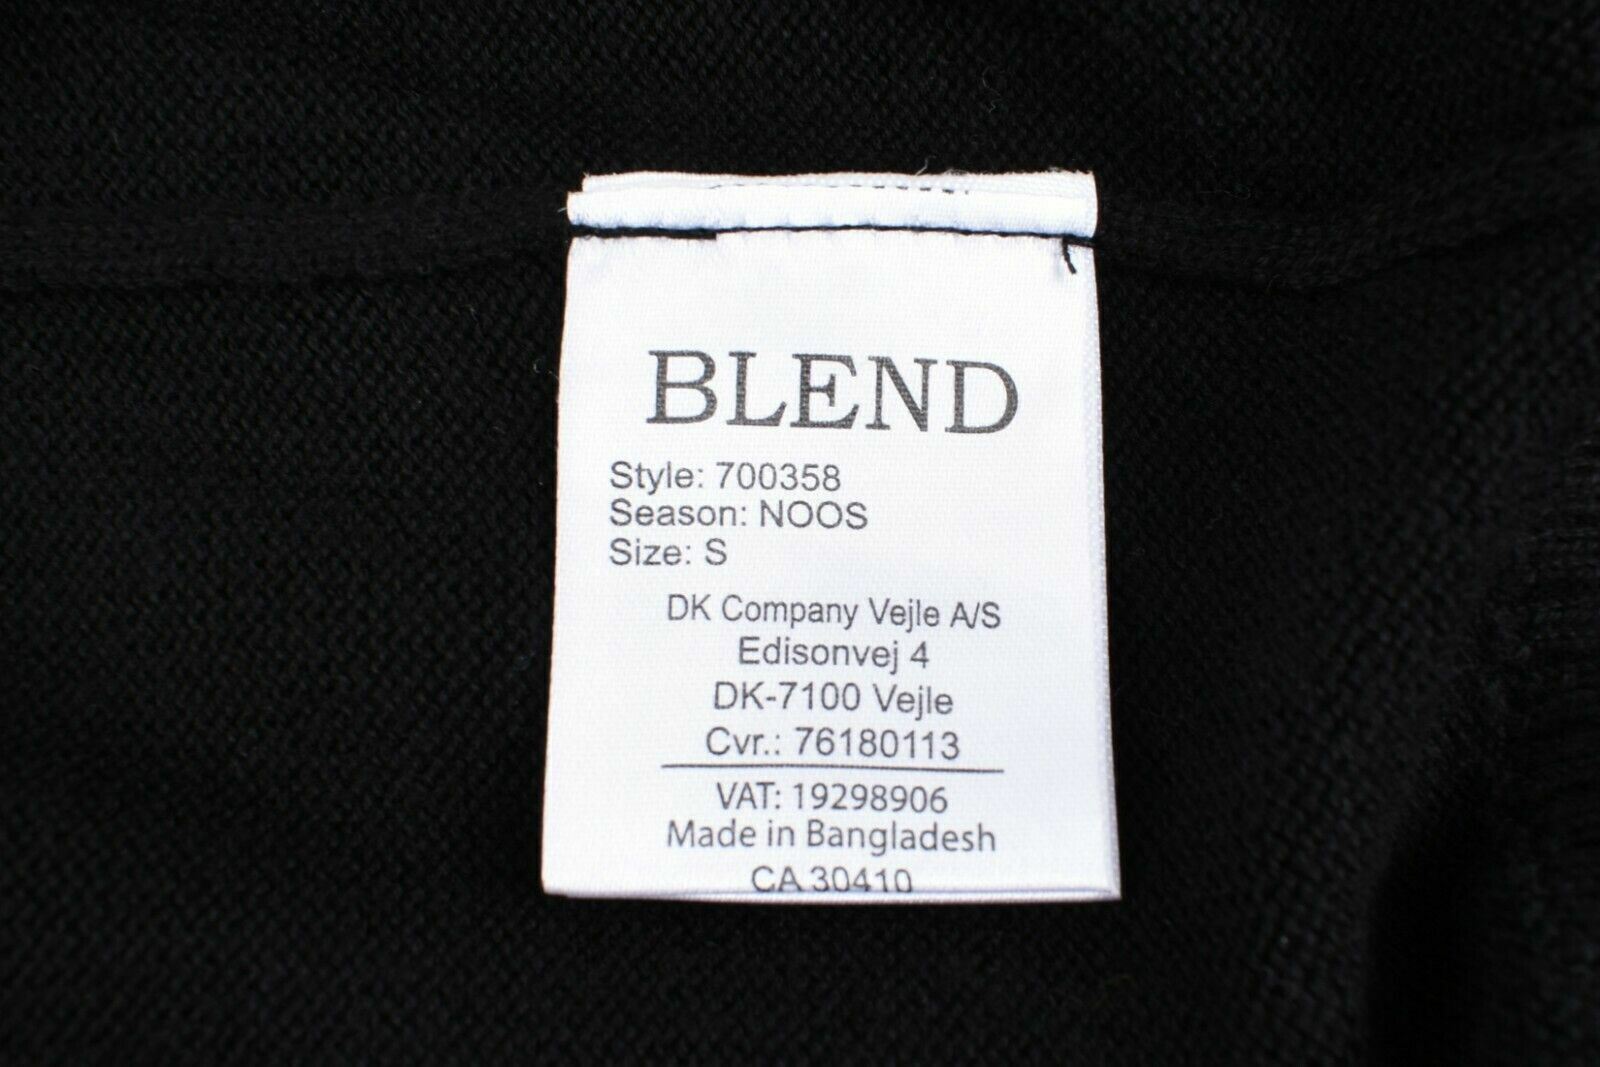 BLEND
Style: 700358
Season: NOOS
Size: S
DK Company Vejle A/S
Edisonvej 4
DK-7100 Vejle
Cvr.: 76180113
VAT: 19298906
Made in Bangladesh
CA 30410